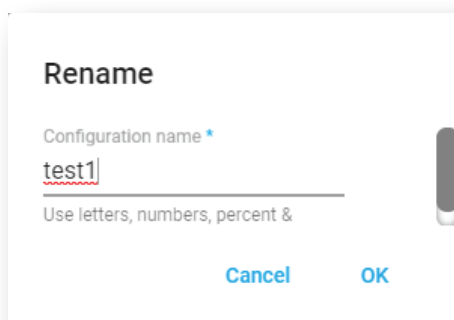 Rename
Configuration name *
test1
Use letters, numbers, percent &
Cancel OK